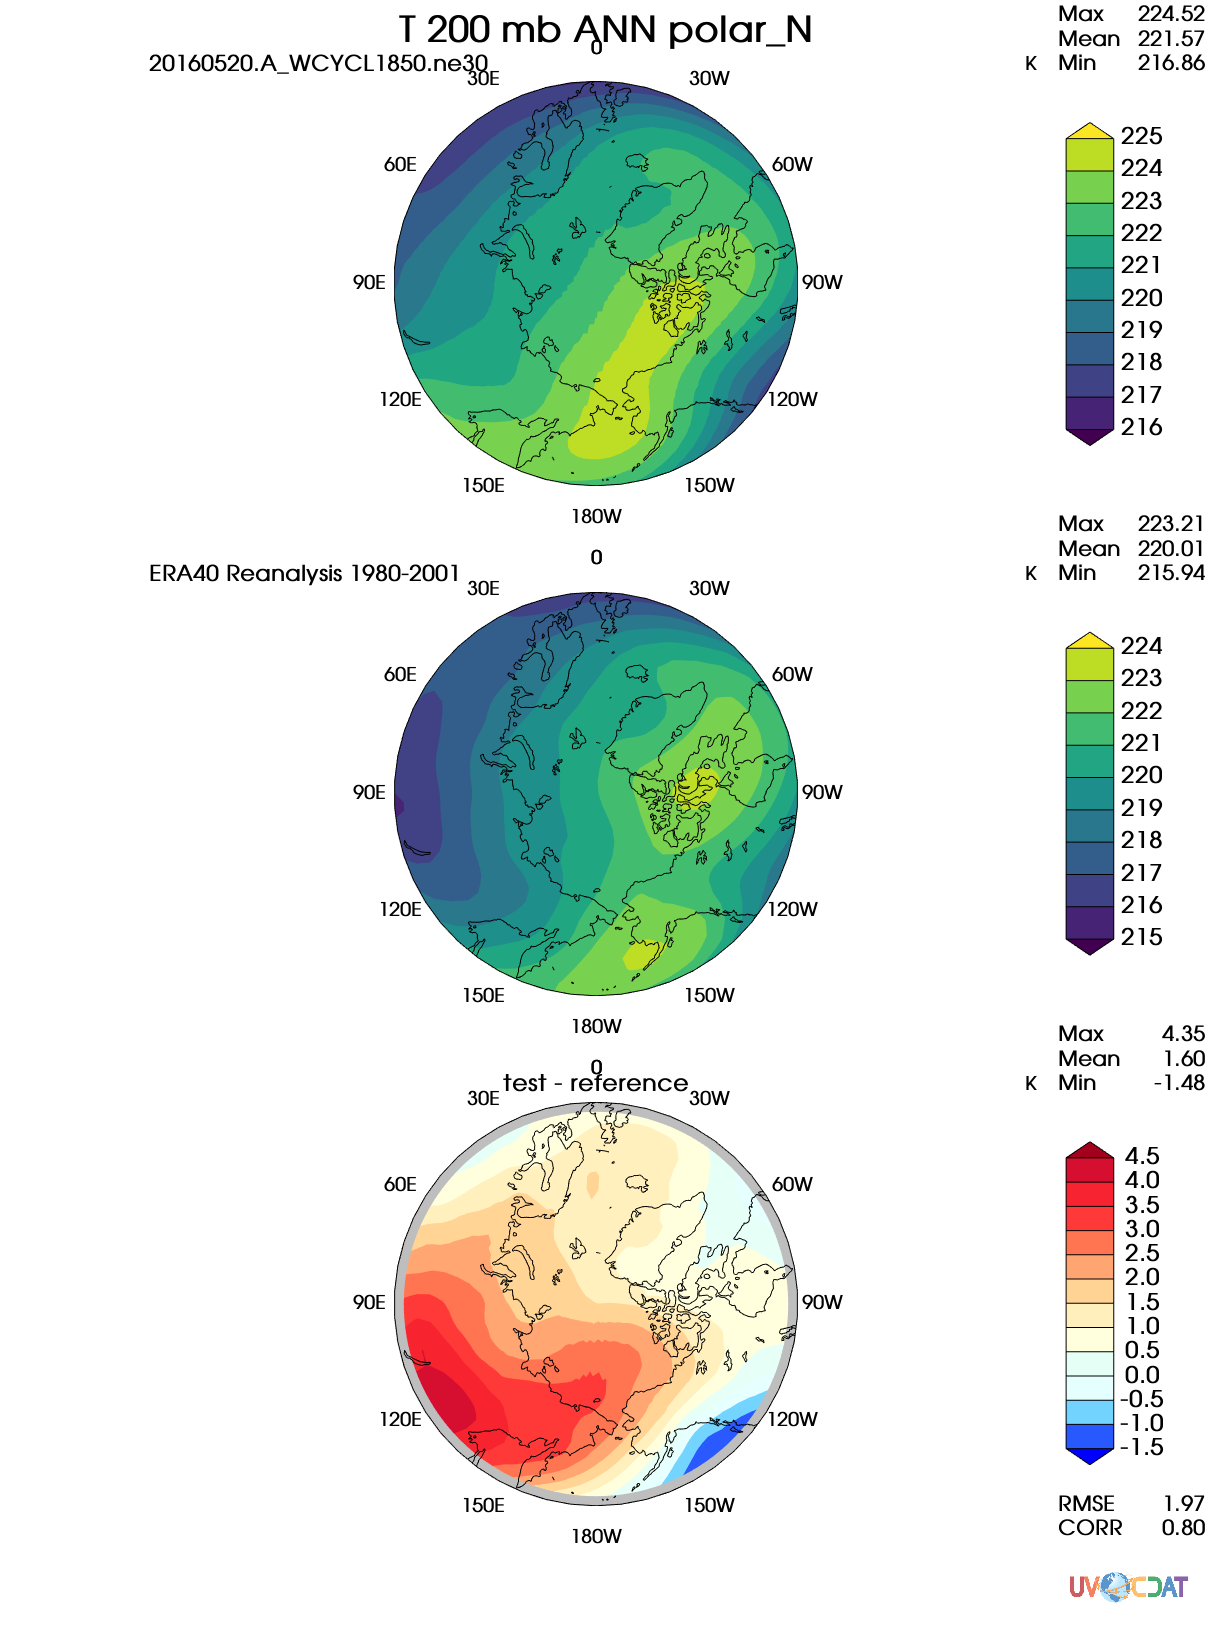 T 200 mb ANN polar_N
20160520.A_WCYCL1850.ne30
Max 224.52
Mean 221.57
K Min 216.86
0
30E 30W
60E 60W
90E 90W
120E 120W
150E 150W
180W
225
224
223
222
221
220
219
218
217
216
ERA40 Reanalysis 1980-2001
Max 223.21
Mean 220.01
K Min 215.94
0
30E 30W
60E 60W
90E 90W
120E 120W
150E 150W
180W
224
223
222
221
220
219
218
217
216
215
test - reference
Max 4.35
Mean 1.60
K Min -1.48
0
30E 30W
60E 60W
90E 90W
120E 120W
150E 150W
180W
4.5
4.0
3.5
3.0
2.5
2.0
1.5
1.0
0.5
0.0
-0.5
-1.0
-1.5
RMSE 1.97
CORR 0.80
UV CDAT